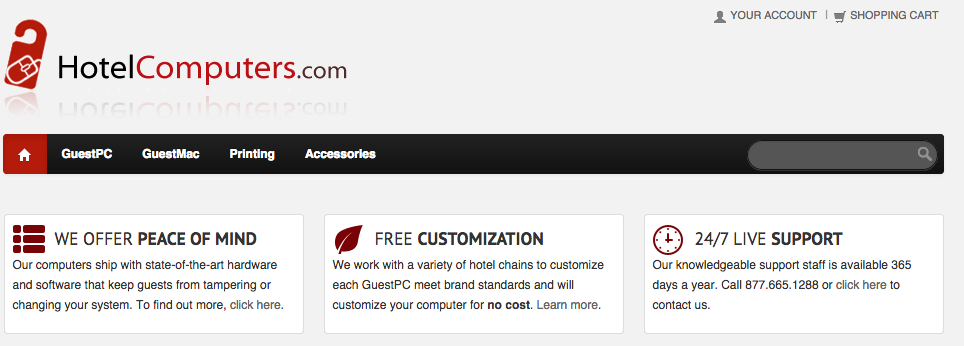 YOUR ACCOUNT | SHOPPING CART
HotelComputers.com
GuestPC GuestMac Printing Accessories
WE OFFER PEACE OF MIND
Our computers ship with state-of-the-art hardware
and software that keep guests from tampering or
changing your system. To find out more, click here.
FREE CUSTOMIZATION
We work with a variety of hotel chains to customize
each GuestPC meet brand standards and will
customize your computer for no cost. Learn more.
24/7 LIVE SUPPORT
Our knowledgeable support staff is available 365
days a year. Call 877.665.1288 or click here to
contact us.